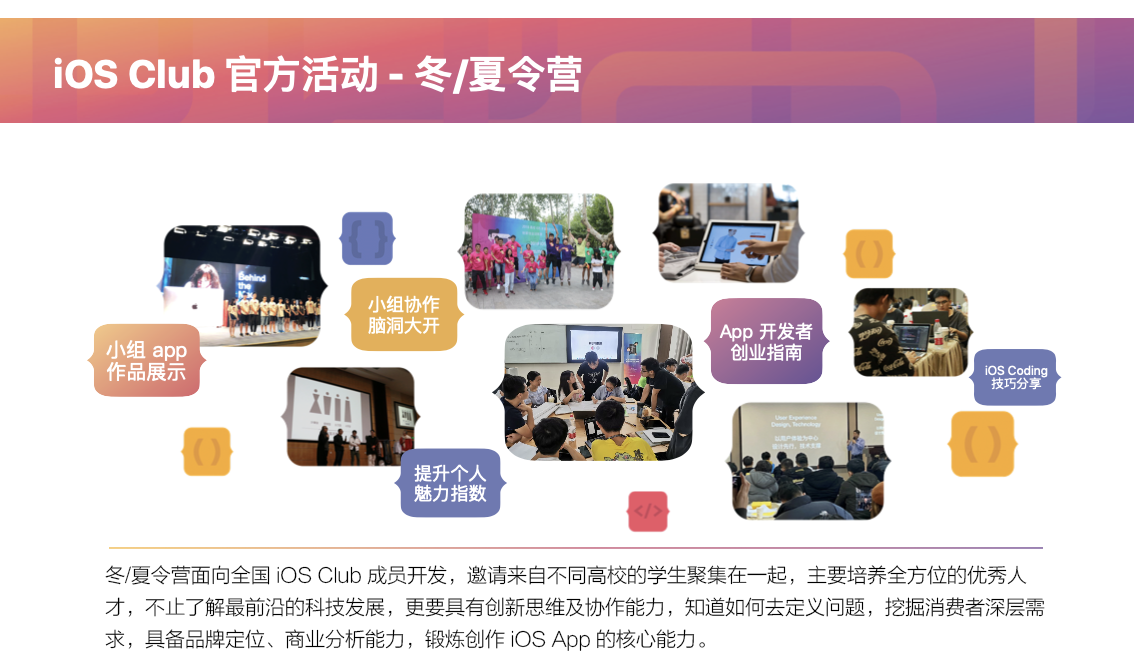 iOS Club 官方活动 - 冬/夏令营
{ }
( )
Behind
the
小组协作
脑洞大开
小组 app
作品展示
App 开发者
创业指南
iOS Coding
技巧分享
( )
提升个人
魅力指数
User Experience
Design, Technology
( )
</>
冬/夏令营面向全国 iOS Club 成员开发，邀请来自不同高校的学生聚集在一起，主要培养全方位的优秀人
才，不止了解最前沿的科技发展，更要具有创新思维及协作能力，知道如何去定义问题，挖掘消费者深层需
求，具备品牌定位、商业分析能力，锻炼创作 iOS App 的核心能力。